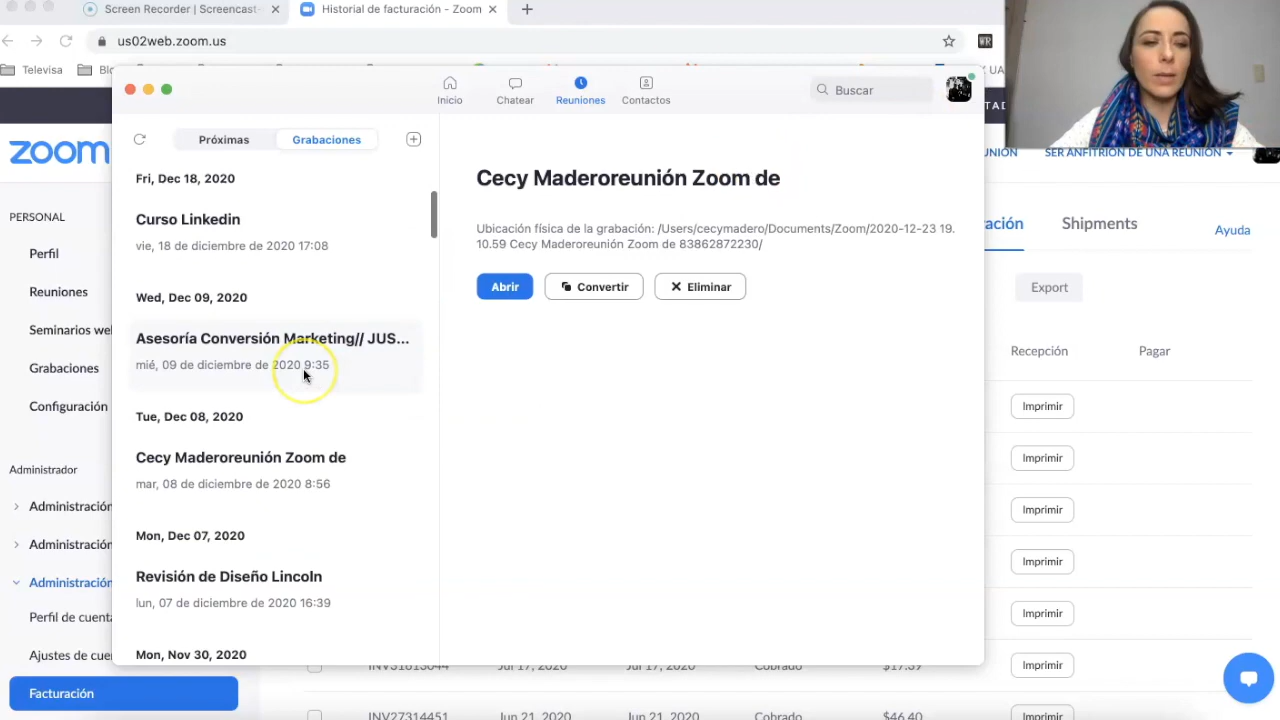 Screen Recorder | Screencast-
Historial de facturación - Zoom
us02web.zoom.us
WR
Televisa
Inicio
Chatear
Reuniones
Contactos
Buscar
Próximas
Grabaciones
zoom
SER ANFITRIÓN DE UNA REUNIÓN
PERSONAL
Perfil
Reuniones
Seminarios we
Grabaciones
Configuración
Administrador
Administración
Administración
Administración
Perfil de cuent
Ajustes de cue
Facturación
Fri, Dec 18, 2020
Curso Linkedin
vie, 18 de diciembre de 2020 17:08
Wed, Dec 09, 2020
Asesoría Conversión Marketing// JUS...
mié, 09 de diciembre de 2020 9:35
Tue, Dec 08, 2020
Cecy Maderoreunión Zoom de
mar, 08 de diciembre de 2020 8:56
Mon, Dec 07, 2020
Revisión de Diseño Lincoln
lun, 07 de diciembre de 2020 16:39
Mon, Nov 30, 2020
Cecy Maderoreunión Zoom de
Ubicación física de la grabación: /Users/cecymadero/Documents/Zoom/2020-12-23 19.
10.59 Cecy Maderoreunión Zoom de 83862872230/
Abrir
Convertir
Eliminar
ación
Shipments
Ayuda
Export
Recepción
Pagar
Imprimir
Imprimir
Imprimir
Imprimir
Imprimir
Imprimir
Jul 17, 2020
Jul 17, 2020
Cobrado
$17.39
INV27314451
Jun 21, 2020
Jun 21, 2020
Cobrado
$46.40
Imprimir